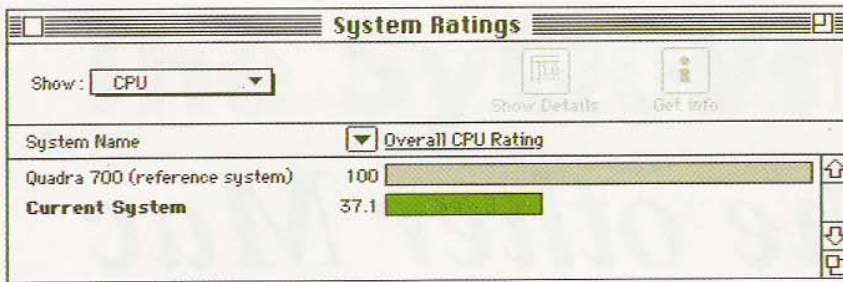 System Ratings
Show: CPU
Show Details
Get Info
System Name
Overall CPU Rating
Quadra 700 (reference system) 100
Current System 37.1